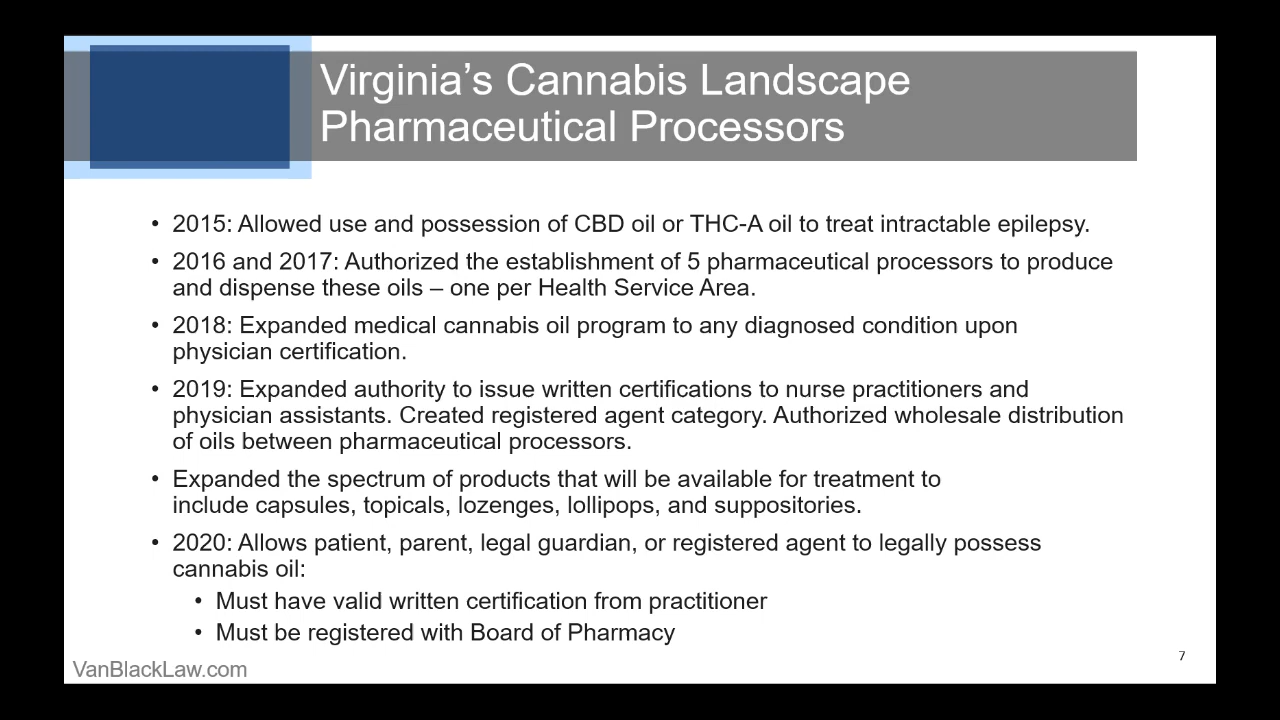 Virginia’s Cannabis Landscape
Pharmaceutical Processors
• 2015: Allowed use and possession of CBD oil or THC-A oil to treat intractable epilepsy.
• 2016 and 2017: Authorized the establishment of 5 pharmaceutical processors to produce
and dispense these oils – one per Health Service Area.
• 2018: Expanded medical cannabis oil program to any diagnosed condition upon
physician certification.
• 2019: Expanded authority to issue written certifications to nurse practitioners and
physician assistants. Created registered agent category. Authorized wholesale distribution
of oils between pharmaceutical processors.
• Expanded the spectrum of products that will be available for treatment to
include capsules, topicals, lozenges, lollipops, and suppositories.
• 2020: Allows patient, parent, legal guardian, or registered agent to legally possess
cannabis oil:
• Must have valid written certification from practitioner
• Must be registered with Board of Pharmacy
7
VanBlackLaw.com